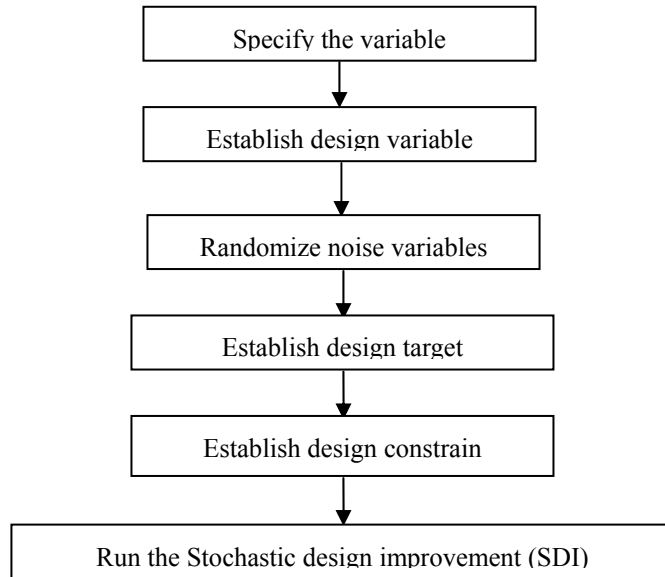 Specify the variable
Establish design variable
Randomize noise variables
Establish design target
Establish design constrain
Run the Stochastic design improvement (SDI)